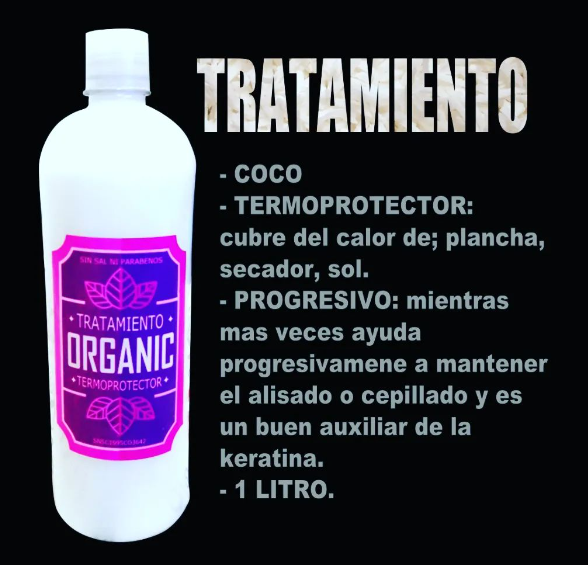 TRATAMIENTO
- COCO
- TERMOPROTECTOR:
cubre del calor de; plancha,
secador, sol.
- PROGRESIVO: mientras
mas veces ayuda
progresivamene a mantener
el alisado o cepillado y es
un buen auxiliar de la
keratina.
- 1 LITRO.
SIN SAL NI PARABENOS
TRATAMIENTO
ORGANIC
TERMOPROTECTOR